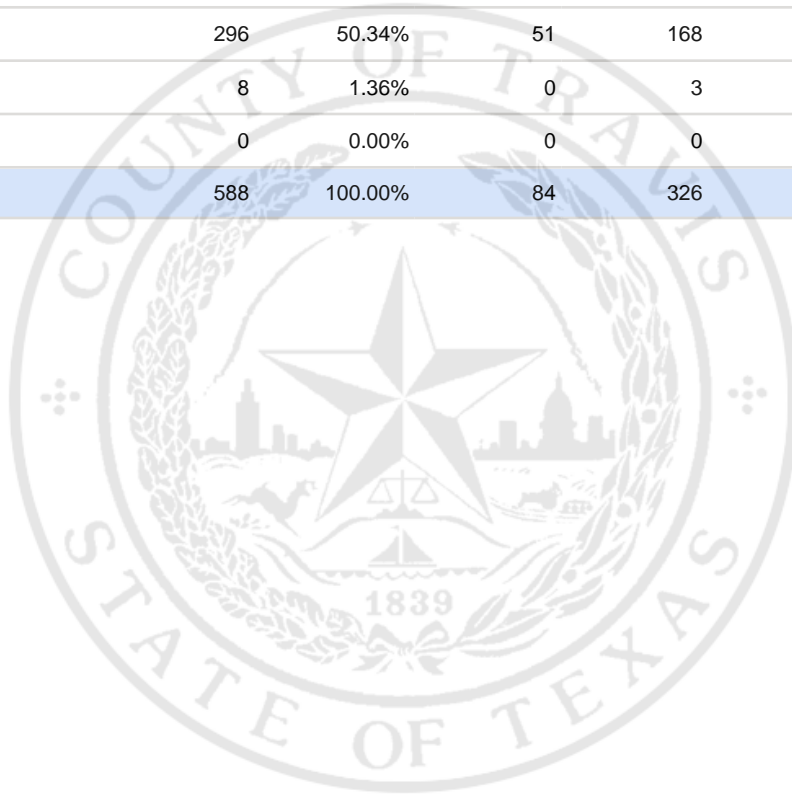 296 50.34% 51 168
8 1.36% 0 3
0 0.00% 0 0
588 100.00% 84 326
COUNTY OF TRAVIS
1839
STATE OF TEXAS